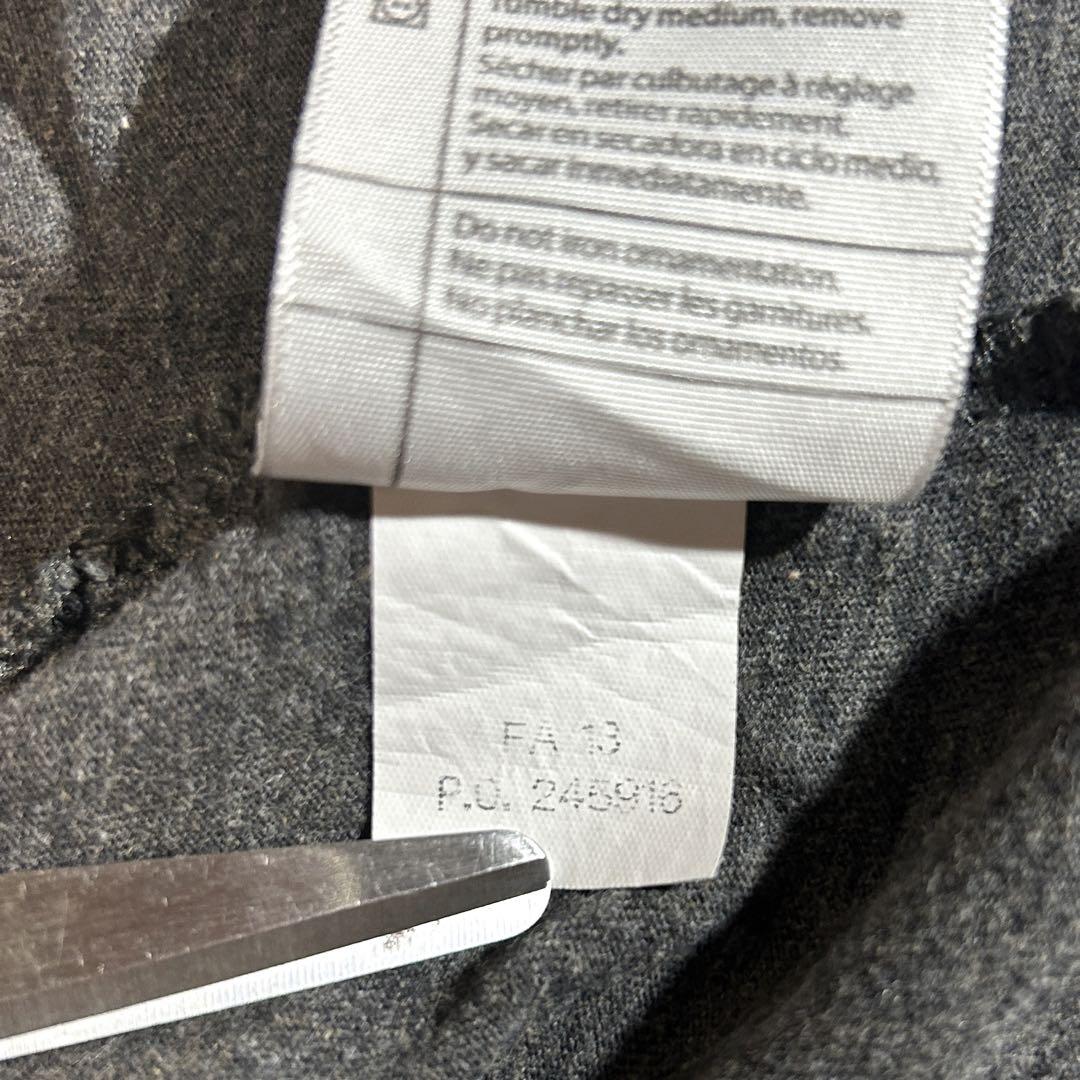 Tumble dry medium, remove
promptly.
Sécher par culbutage à réglage
moyen, retirer rapidement.
Secar en secadora en ciclo medio,
y sacar inmediatamente.
Do not iron ornamentation.
Ne pas repasser les garnitures.
No planchar los ornamentos.
FA 13
P.O. 245916